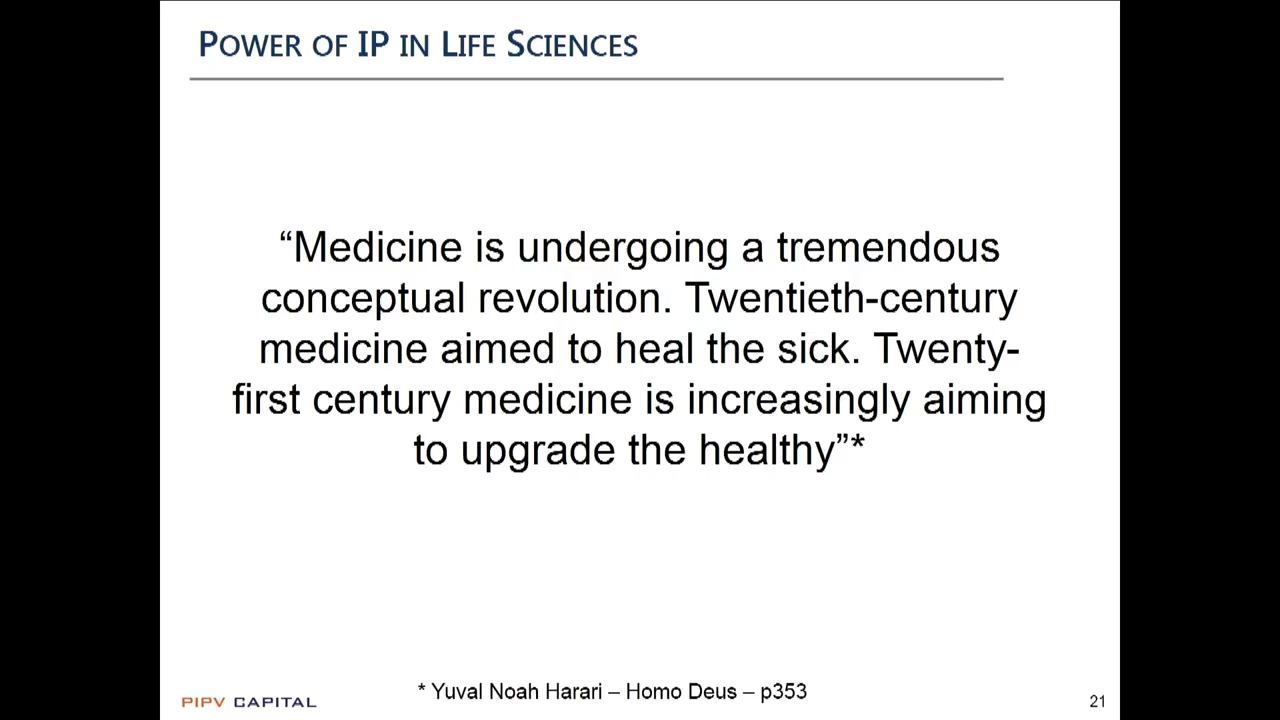 POWER OF IP IN LIFE SCIENCES
“Medicine is undergoing a tremendous
conceptual revolution. Twentieth-century
medicine aimed to heal the sick. Twenty-
first century medicine is increasingly aiming
to upgrade the healthy”*
* Yuval Noah Harari – Homo Deus – p353
PIPV CAPITAL
21